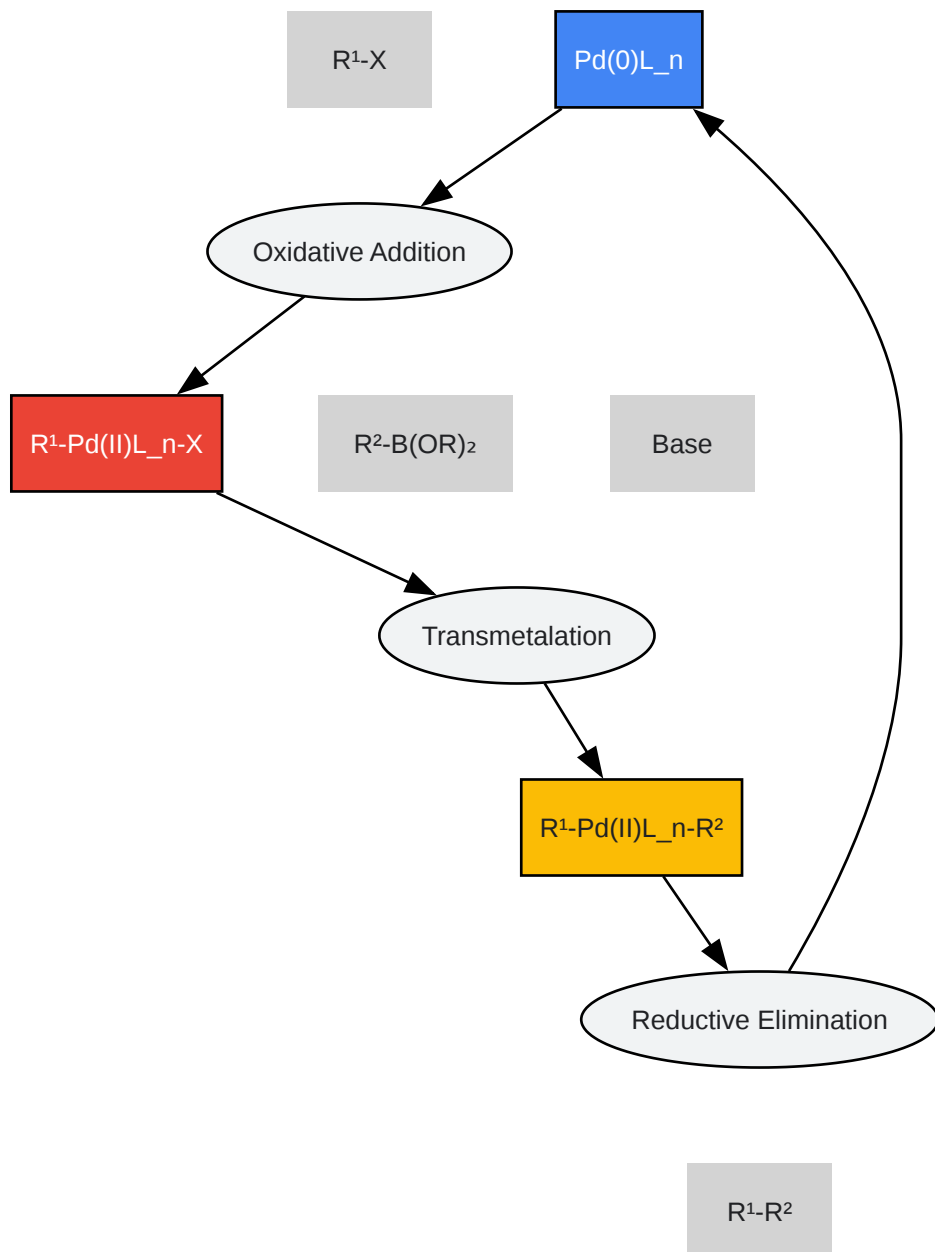 R¹-X
Pd(0)L_n
Oxidative Addition
R¹-Pd(II)L_n-X
R²-B(OR)₂
Base
Transmetalation
R¹-Pd(II)L_n-R²
Reductive Elimination
R¹-R²